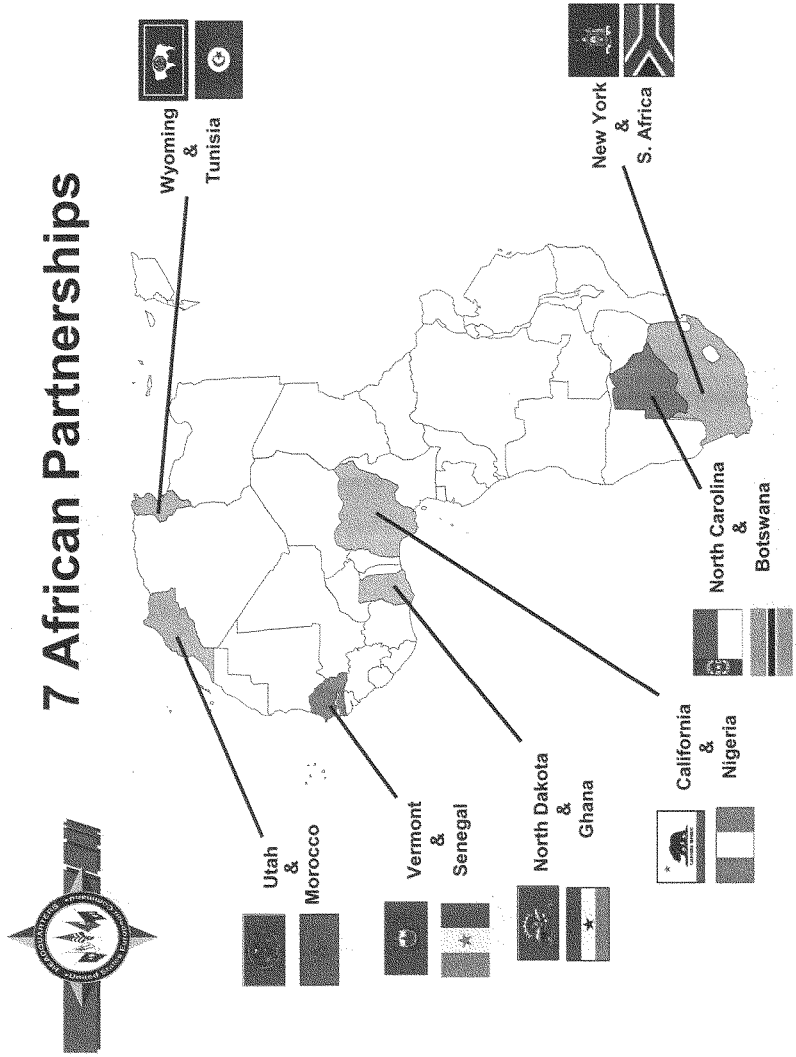 7 African Partnerships
Utah
&
Morocco
Vermont
&
Senegal
North Dakota
&
Ghana
California
&
Nigeria
North Carolina
&
Botswana
New York
&
S. Africa
Wyoming
&
Tunisia